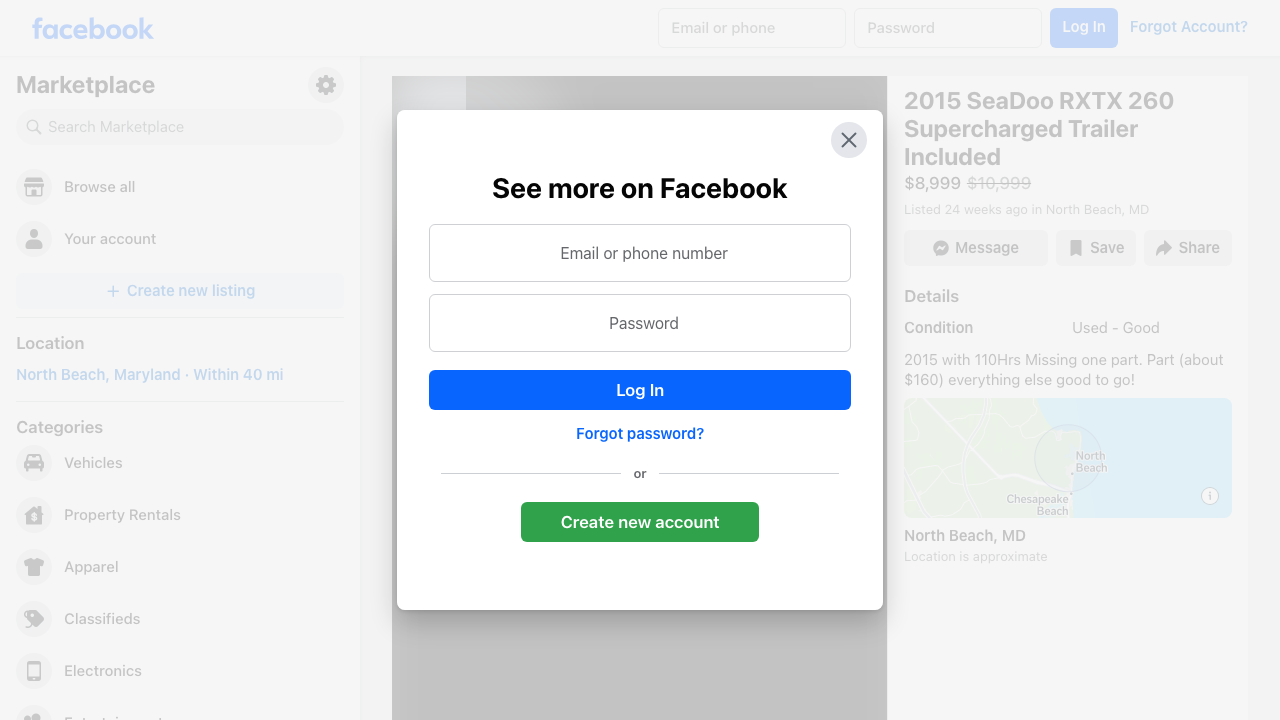 facebook
Email or phone
Password
Log In
Forgot Account?
Marketplace
Search Marketplace
Browse all
Your account
Create new listing
Location
North Beach, Maryland · Within 40 mi
Categories
Vehicles
Property Rentals
Apparel
Classifieds
Electronics
See more on Facebook
Email or phone number
Password
Log In
Forgot password?
or
Create new account
2015 SeaDoo RXTX 260
Supercharged Trailer
Included
$8,999 $10,999
Listed 24 weeks ago in North Beach, MD
Message
Save
Share
Details
Condition
Used - Good
2015 with 110Hrs Missing one part. Part (about
$160) everything else good to go!
North
Beach
Chesapeake
Beach
North Beach, MD
Location is approximate